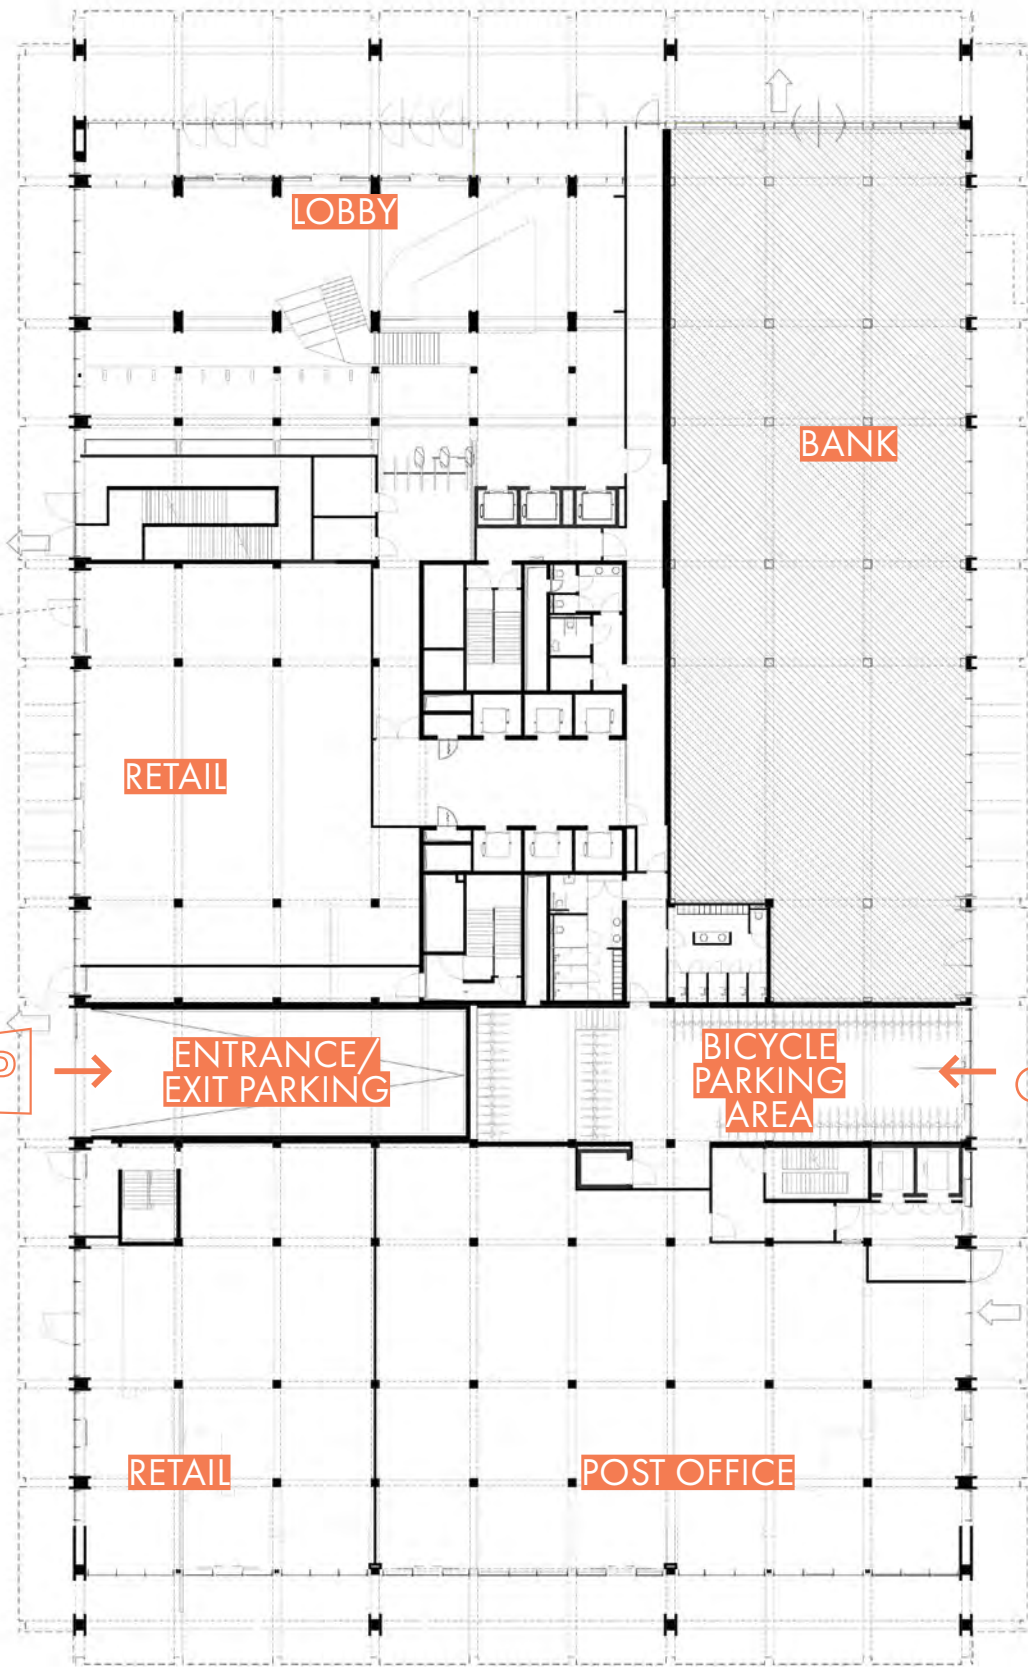 LOBBY
BANK
RETAIL
P
ENTRANCE/
EXIT PARKING
BICYCLE
PARKING
AREA
RETAIL
POST OFFICE